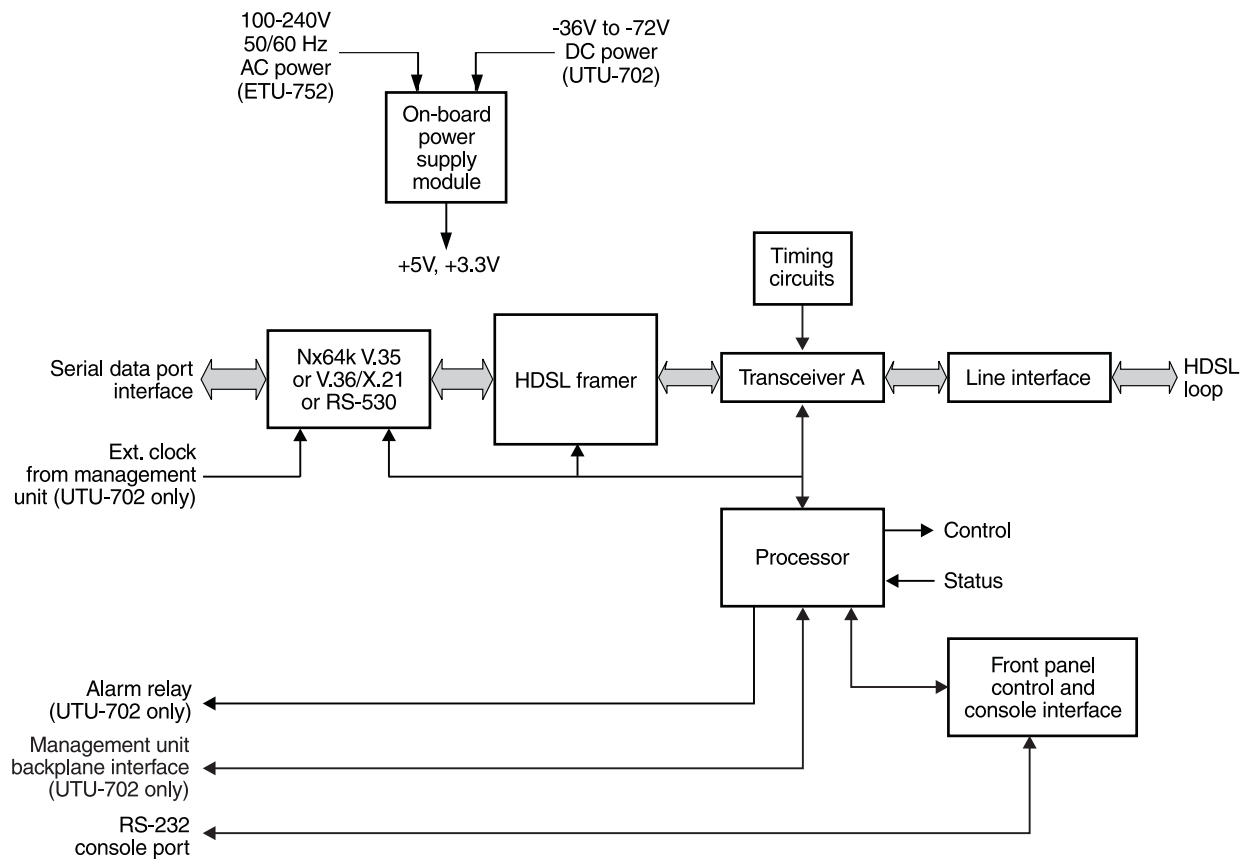 100-240V
50/60 Hz
AC power
(ETU-752)
-36V to -72V
DC power
(UTU-702)
On-board
power
supply
module
+5V, +3.3V
Timing
circuits
Serial data port
interface
Nx64k V.35
or V.36/X.21
or RS-530
HDSL framer
Transceiver A
Line interface
HDSL
loop
Ext. clock
from management
unit (UTU-702 only)
Processor
Control
Status
Front panel
control and
console interface
Alarm relay
(UTU-702 only)
Management unit
backplane interface
(UTU-702 only)
RS-232
console port